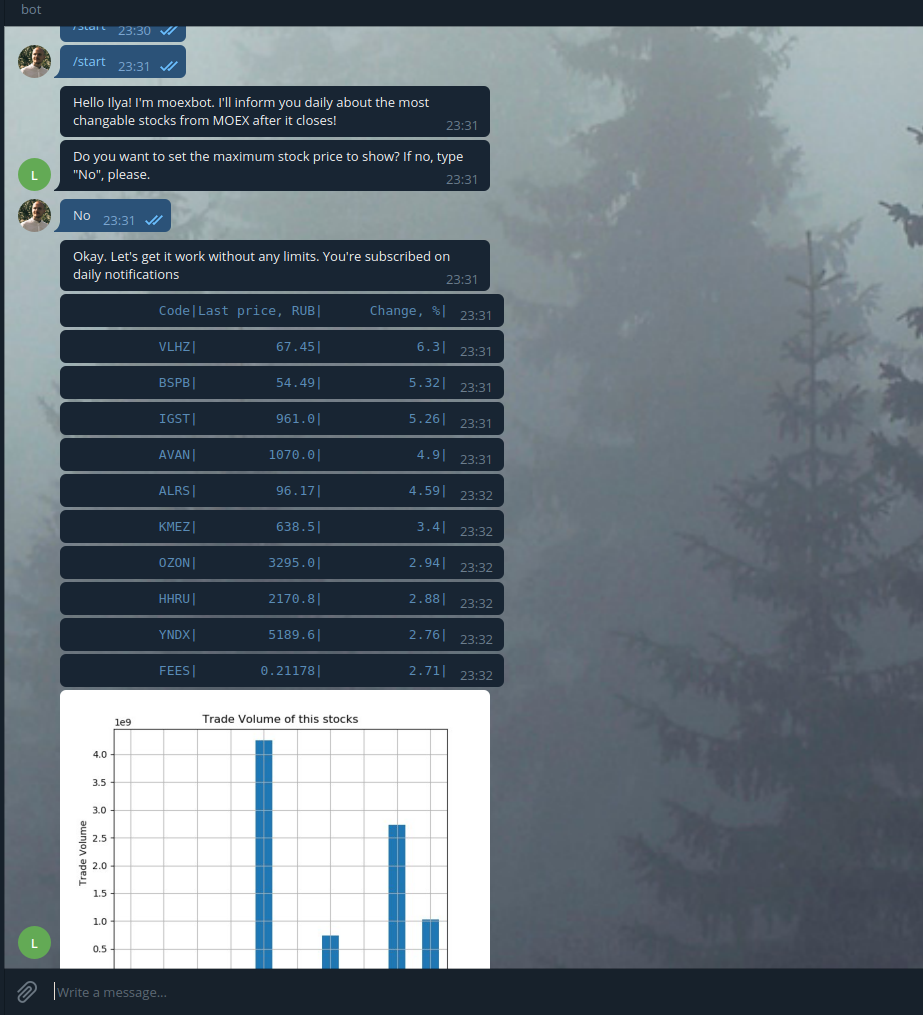 bot
/start 23:30
/start 23:31
Hello Ilya! I'm moexbot. I'll inform you daily about the most
changable stocks from MOEX after it closes!
23:31
Do you want to set the maximum stock price to show? If no, type
"No", please.
23:31
L
No 23:31
Okay. Let's get it work without any limits. You're subscribed on
daily notifications
23:31
Code|Last price, RUB| Change, %| 23:31
VLHZ| 67.45| 6.3| 23:31
BSPB| 54.49| 5.32| 23:31
IGST| 961.0| 5.26| 23:31
AVAN| 1070.0| 4.9| 23:31
ALRS| 96.17| 4.59| 23:32
KMEZ| 638.5| 3.4| 23:32
OZON| 3295.0| 2.94| 23:32
HHRU| 2170.8| 2.88| 23:32
YNDX| 5189.6| 2.76| 23:32
FEES| 0.21178| 2.71| 23:32
Trade Volume of this stocks
1e9
4.0
3.5
3.0
2.5
2.0
1.5
1.0
0.5
Trade Volume
L
Write a message...